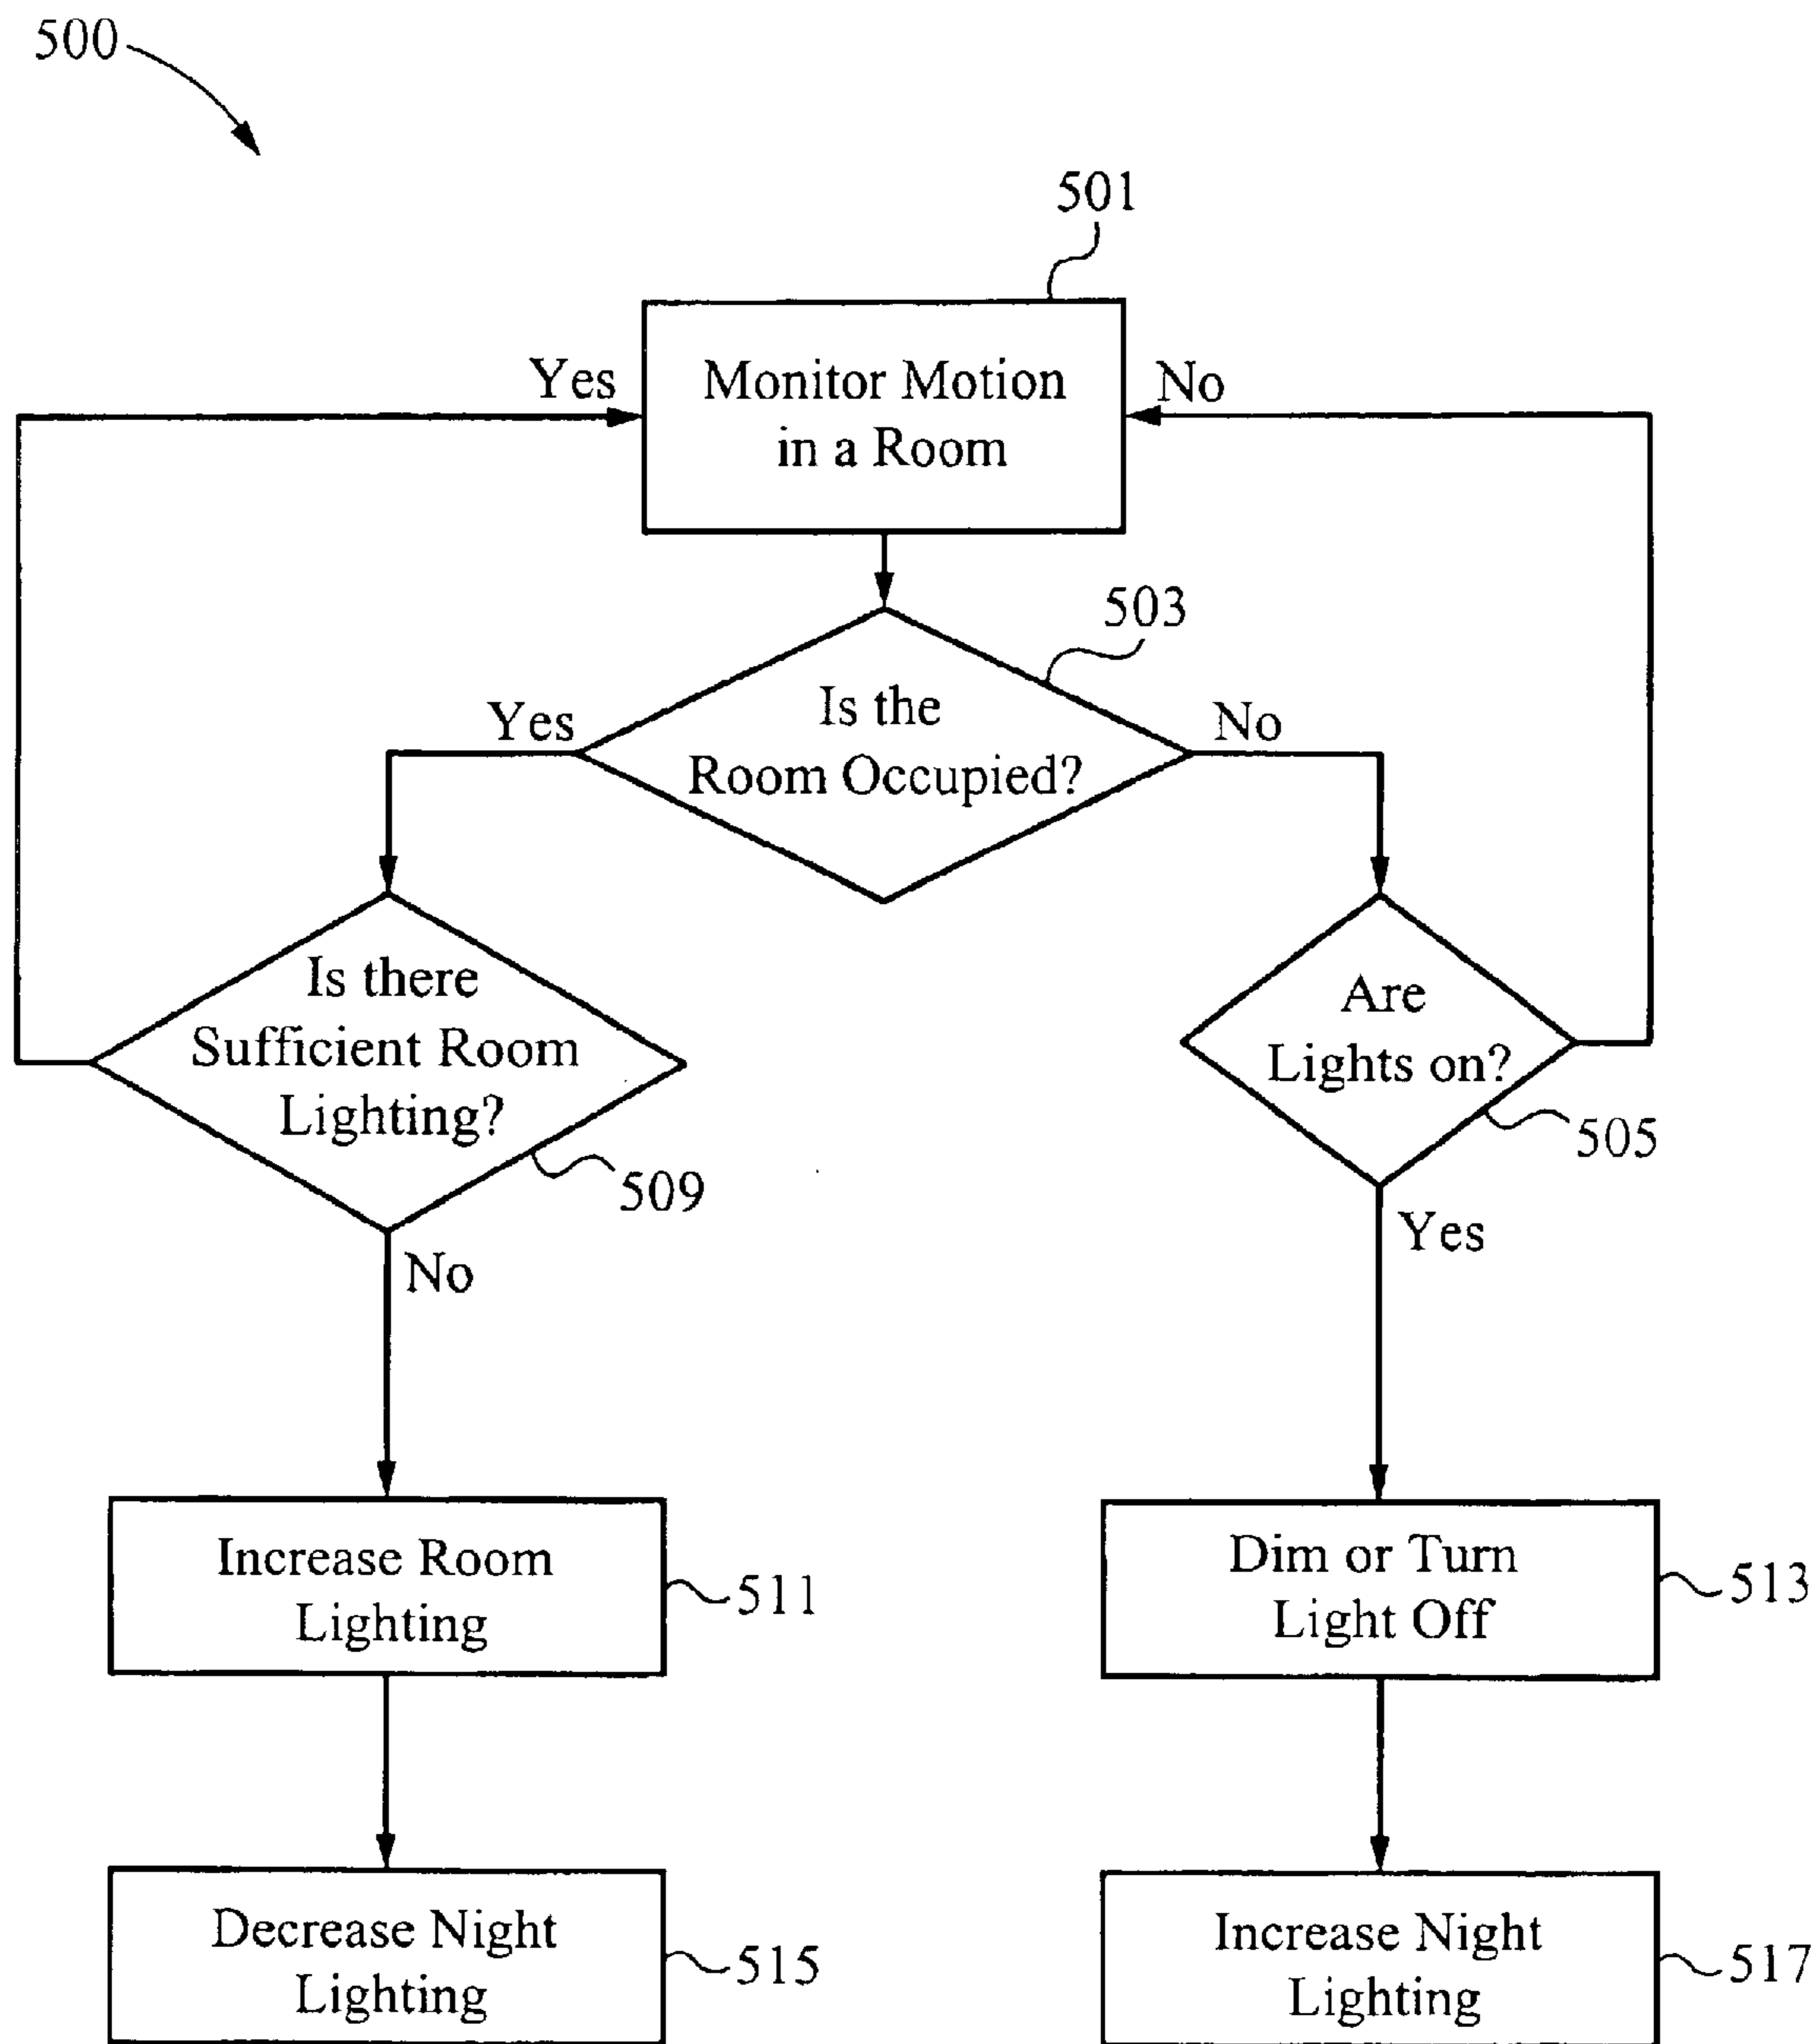 500
501
Yes
Monitor Motion
in a Room
No
503
Yes
Is the
Room Occupied?
No
Is there
Sufficient Room
Lighting?
509
Are
Lights on?
505
No
Yes
Increase Room
Lighting
511
Dim or Turn
Light Off
513
Decrease Night
Lighting
515
Increase Night
Lighting
517